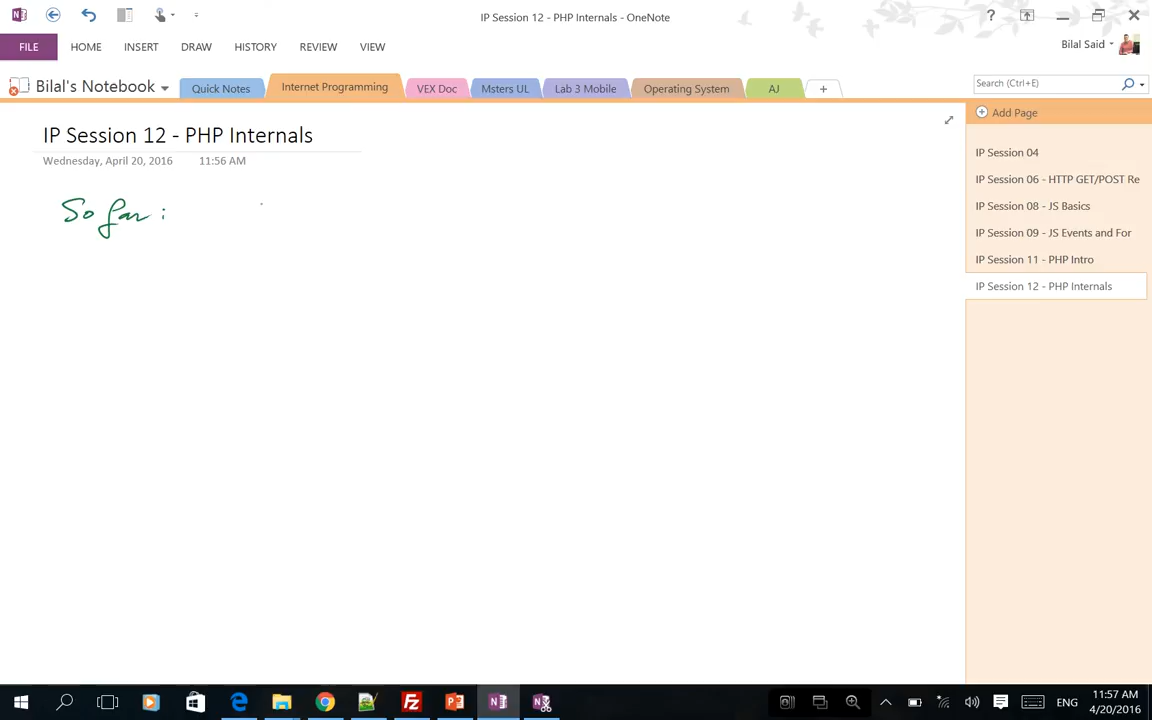 IP Session 12 - PHP Internals - OneNote
?
FILE HOME INSERT DRAW HISTORY REVIEW VIEW
Bilal Said
Bilal's Notebook
Quick Notes Internet Programming VEX Doc Msters UL Lab 3 Mobile Operating System AJ +
Search (Ctrl+E)
IP Session 12 - PHP Internals
Wednesday, April 20, 2016 11:56 AM
So far :
Add Page
IP Session 04
IP Session 06 - HTTP GET/POST Re
IP Session 08 - JS Basics
IP Session 09 - JS Events and For
IP Session 11 - PHP Intro
IP Session 12 - PHP Internals
ENG
11:57 AM
4/20/2016